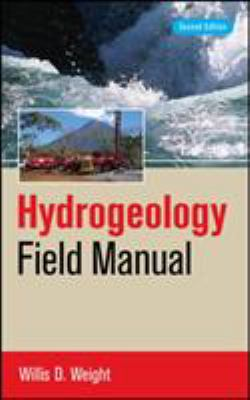 Second Edition
Hydrogeology
Field Manual
Willis D. Weight